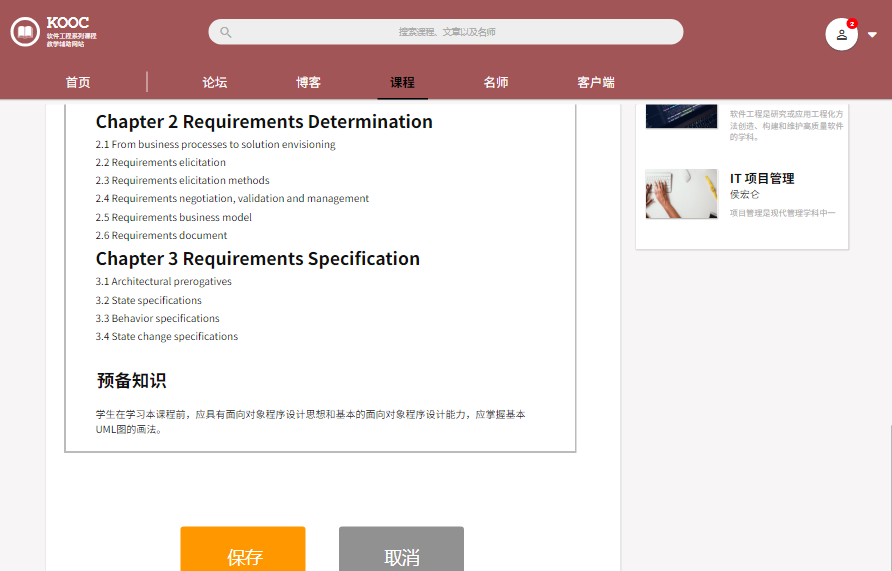 KOOC
软件工程系列课程
教学辅助网站
搜索课程、文章以及名师
2
首页
论坛
博客
课程
名师
客户端
Chapter 2 Requirements Determination
2.1 From business processes to solution envisioning
2.2 Requirements elicitation
2.3 Requirements elicitation methods
2.4 Requirements negotiation, validation and management
2.5 Requirements business model
2.6 Requirements document
Chapter 3 Requirements Specification
3.1 Architectural prerogatives
3.2 State specifications
3.3 Behavior specifications
3.4 State change specifications
预备知识
学生在学习本课程前，应具有面向对象程序设计思想和基本的面向对象程序设计能力，应掌握基本
UML图的画法。
保存
取消
软件工程是研究或应用工程化方
法创造、构建和维护高质量软件
的学科。
IT 项目管理
侯宏仑
项目管理是现代管理学科中一